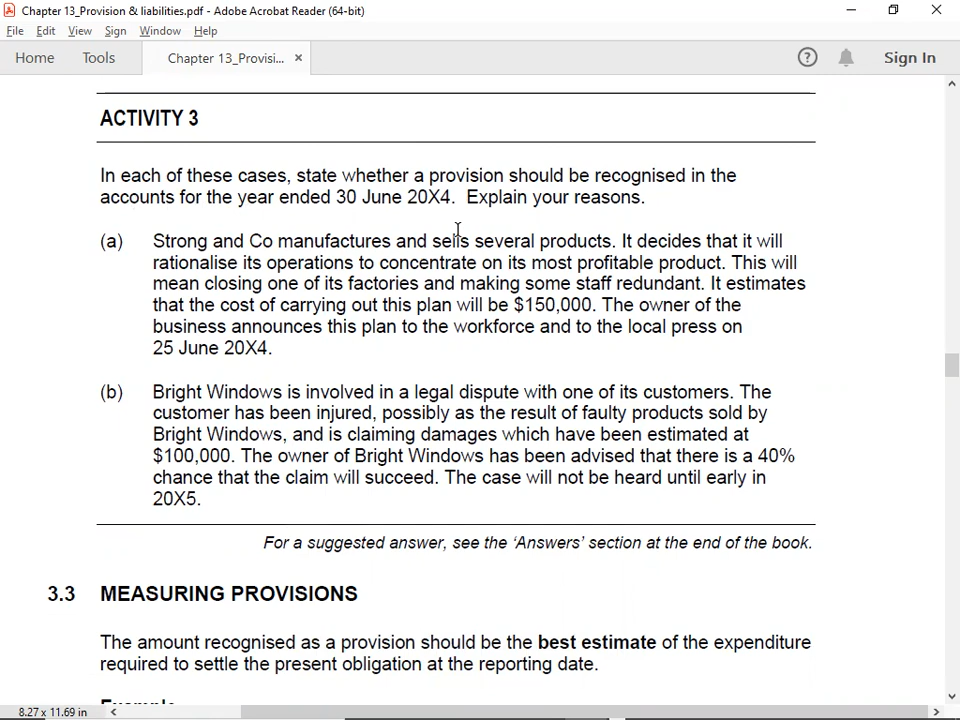 Chapter 13_Provision & liabilities.pdf - Adobe Acrobat Reader (64-bit)
File Edit View Sign Window Help
Home Tools Chapter 13_Provisi... × Sign In
ACTIVITY 3
In each of these cases, state whether a provision should be recognised in the
accounts for the year ended 30 June 20X4. Explain your reasons.
(a) Strong and Co manufactures and sells several products. It decides that it will
rationalise its operations to concentrate on its most profitable product. This will
mean closing one of its factories and making some staff redundant. It estimates
that the cost of carrying out this plan will be $150,000. The owner of the
business announces this plan to the workforce and to the local press on
25 June 20X4.
(b) Bright Windows is involved in a legal dispute with one of its customers. The
customer has been injured, possibly as the result of faulty products sold by
Bright Windows, and is claiming damages which have been estimated at
$100,000. The owner of Bright Windows has been advised that there is a 40%
chance that the claim will succeed. The case will not be heard until early in
20X5.
For a suggested answer, see the ‘Answers’ section at the end of the book.
3.3 MEASURING PROVISIONS
The amount recognised as a provision should be the best estimate of the expenditure
required to settle the present obligation at the reporting date.
Example
8.27 x 11.69 in